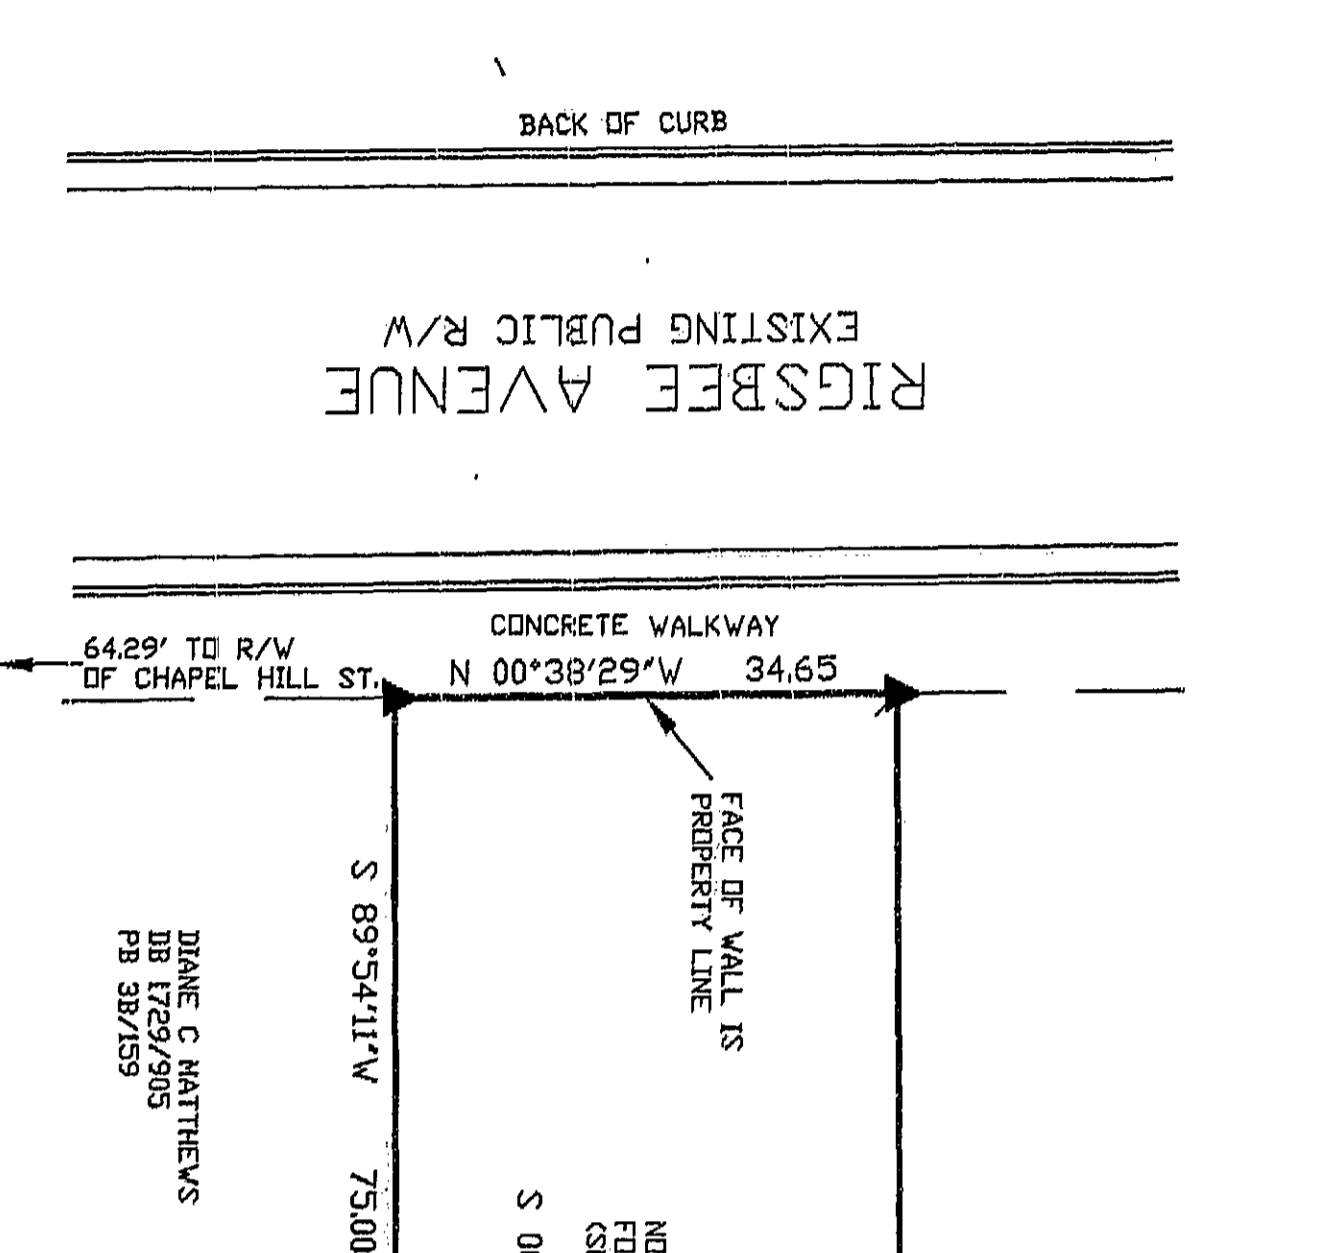 BACK OF CURB
RIGSBEE AVENUE
EXISTING PUBLIC R/W
CONCRETE WALKWAY
64.29' TO R/W
OF CHAPEL HILL ST.
N 00°38'29"W 34.65
FACE OF WALL IS
PROPERTY LINE
S 89°54'11"W 75.00
DIANE C MATTHEWS
DB 1729/905
PB 3B/159
S 00